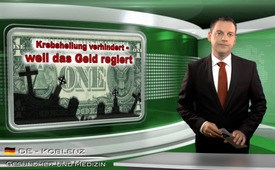 Krebsheilung verhindert -
weil das Geld regiert
ONE
DE - KOBLENZ
GESUNDHEIT UND MEDIZIN